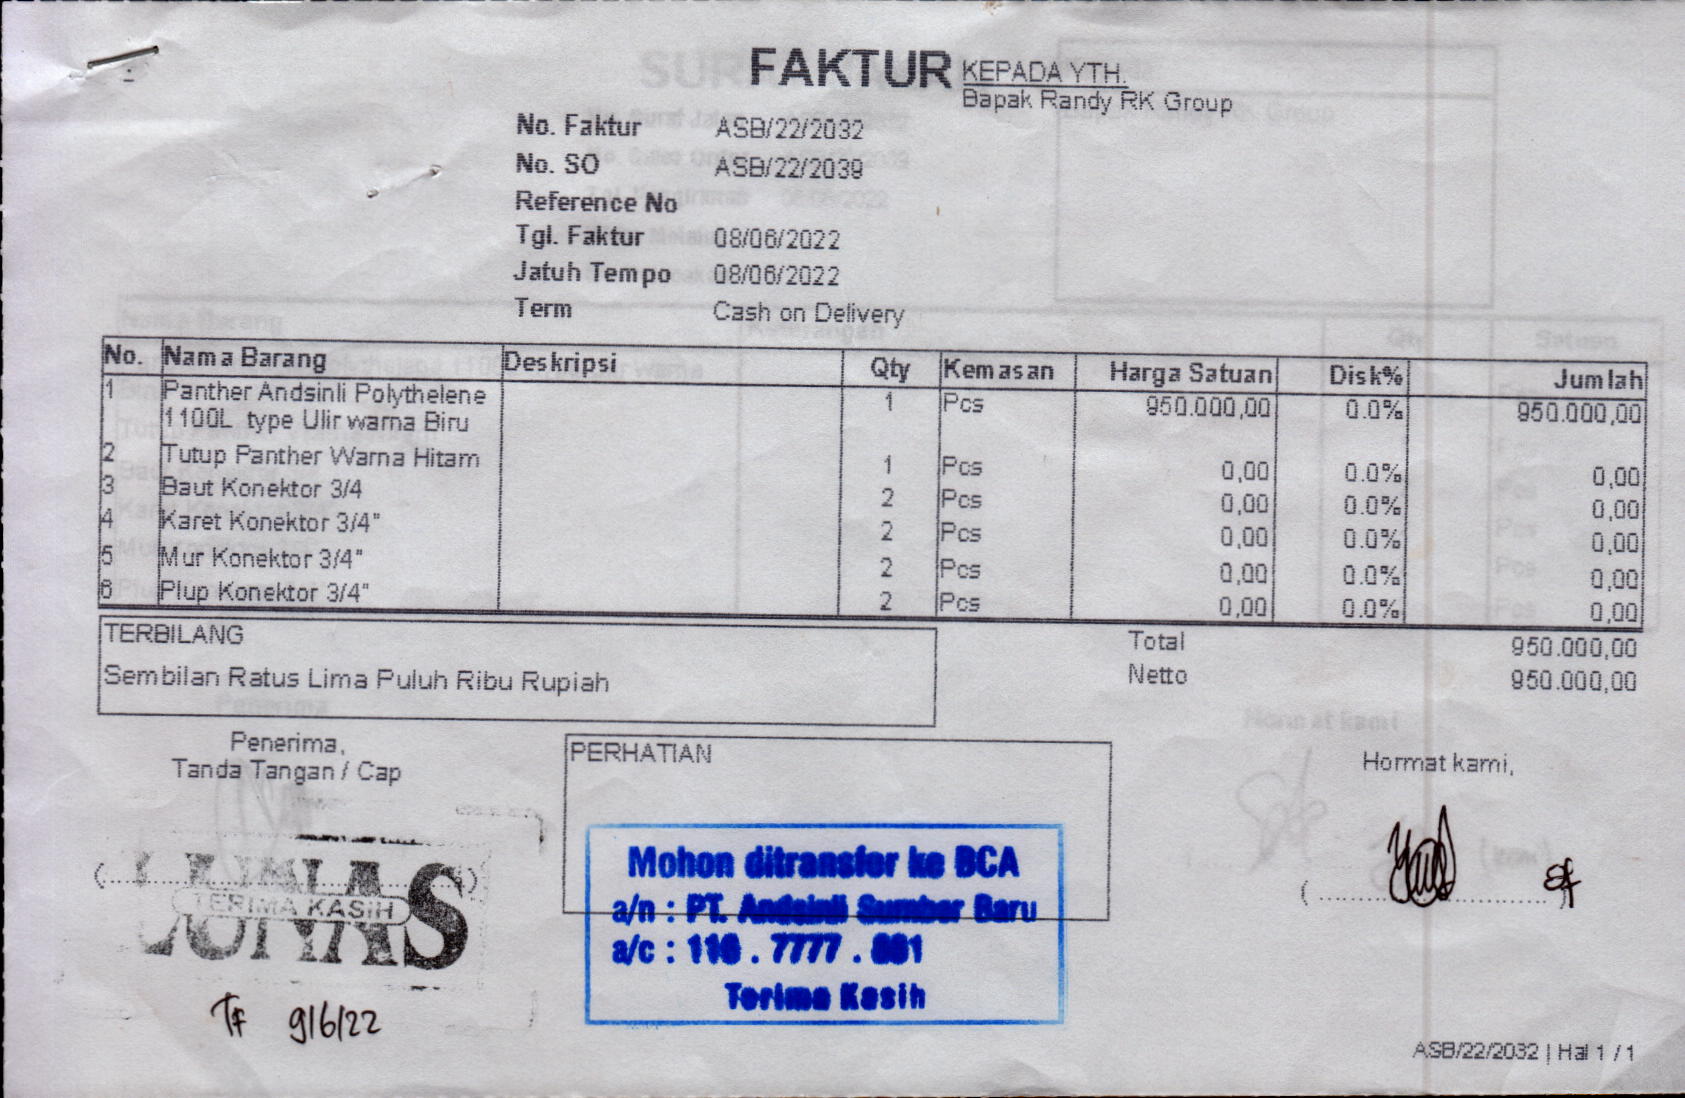 FAKTUR
KEPADA YTH.
Bapak Randy RK Group
No. Faktur ASB/22/2032
No. SO ASB/22/2039
Reference No
Tgl. Faktur 08/06/2022
Jatuh Tempo 08/06/2022
Term Cash on Delivery
No. Nama Barang Deskripsi Qty Kemasan Harga Satuan Disk% Jumlah
1 Panther Andsinli Polythelene 1 Pcs 950.000,00 0.0% 950.000,00
1100L type Ulir warna Biru
2 Tutup Panther Warna Hitam 1 Pcs 0,00 0.0% 0,00
3 Baut Konektor 3/4 2 Pcs 0,00 0.0% 0,00
4 Karet Konektor 3/4" 2 Pcs 0,00 0.0% 0,00
5 Mur Konektor 3/4" 2 Pcs 0,00 0.0% 0,00
6 Plup Konektor 3/4" 2 Pcs 0,00 0.0% 0,00
TERBILANG
Sembilan Ratus Lima Puluh Ribu Rupiah
Total 950.000,00
Netto 950.000,00
Penerima,
Tanda Tangan / Cap
LUNAS
TERIMA KASIH
Tf 9/6/22
PERHATIAN
Mohon ditransfer ke BCA
a/n : PT. Andsinli Sumber Baru
a/c : . 7777 .
Terima Kasih
Hormat kami,
ASB/22/2032 | Hal 1 / 1